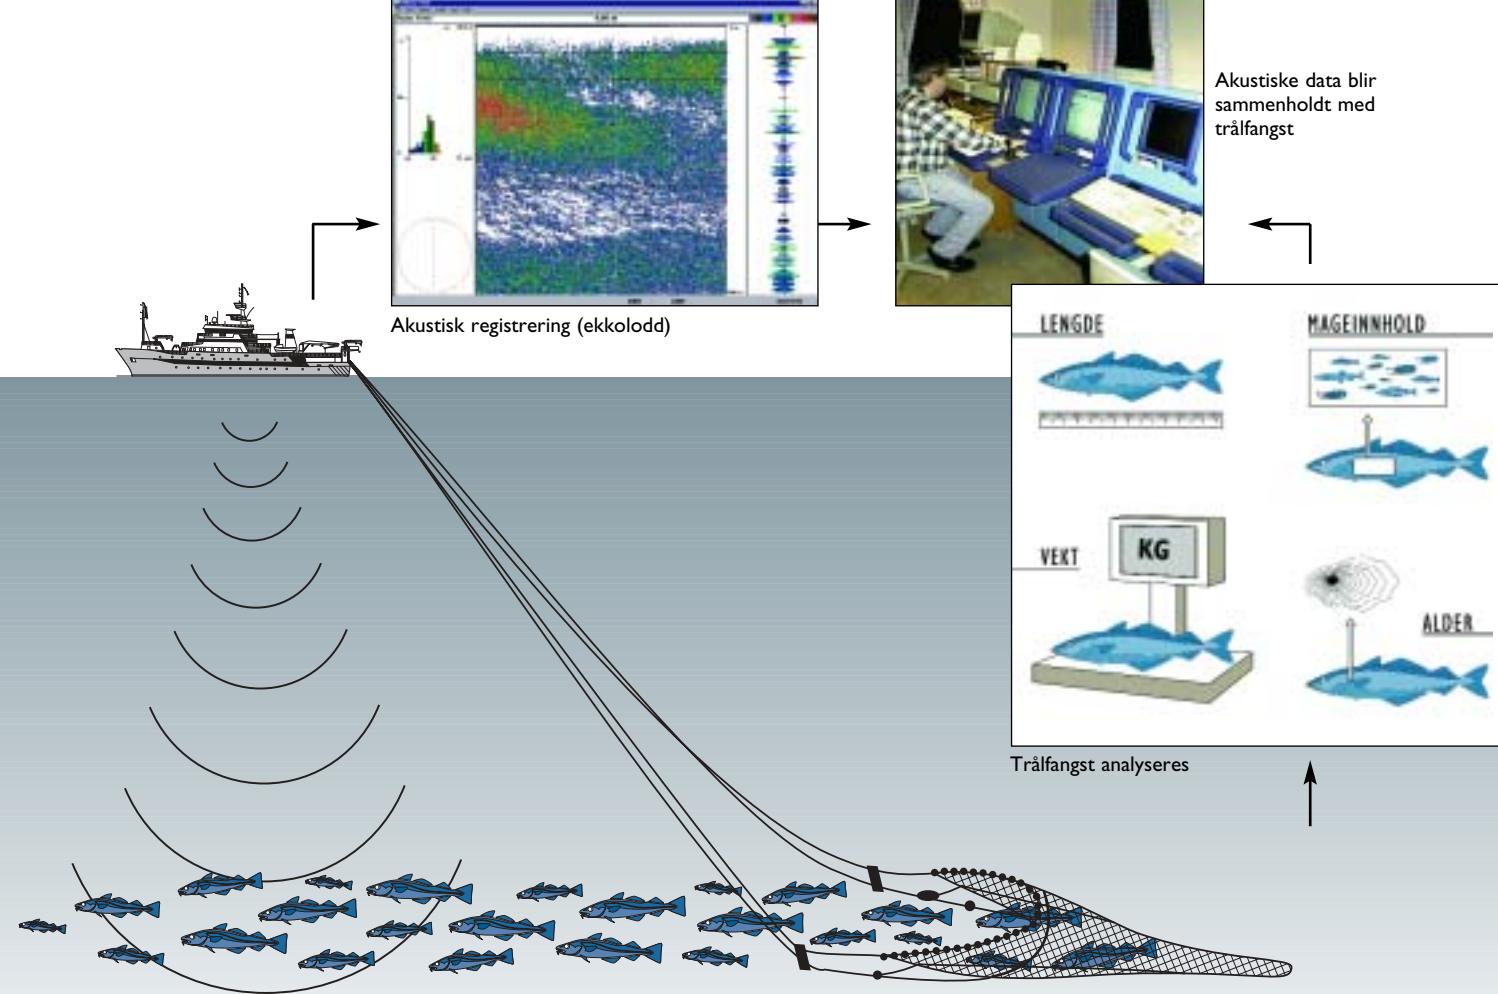 Akustiske data blir
sammenholdt med
trålfangst
Akustisk registrering (ekkolodd)
LENGDE
MAGEINNHOLD
VEKT
KG
ALDER
Trålfangst analyseres